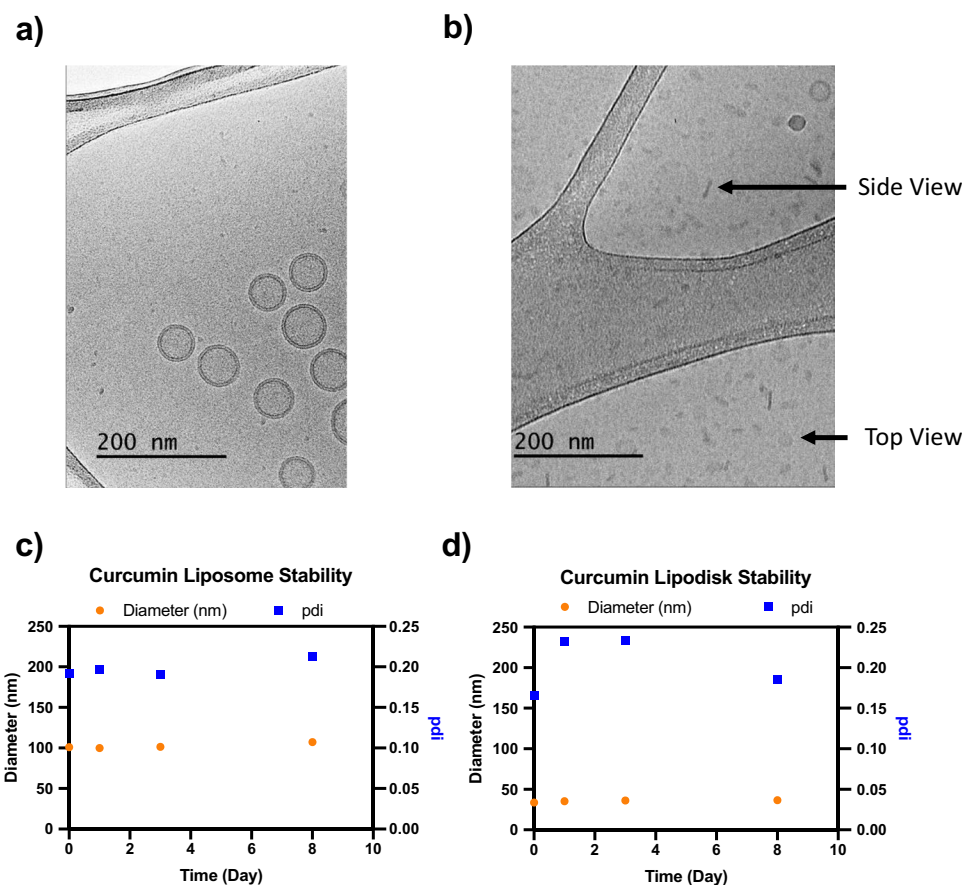 a)
200 nm
b)
Side View
200 nm
Top View
c)
Curcumin Liposome Stability
Diameter (nm) pdi
250
200
150
100
50
0
Diameter (nm)
0.25
0.20
0.15
0.10
0.05
0.00
pdi
0 2 4 6 8 10
Time (Day)
d)
Curcumin Lipodisk Stability
Diameter (nm) pdi
250
200
150
100
50
0
Diameter (nm)
0.25
0.20
0.15
0.10
0.05
0.00
pdi
0 2 4 6 8 10
Time (Day)